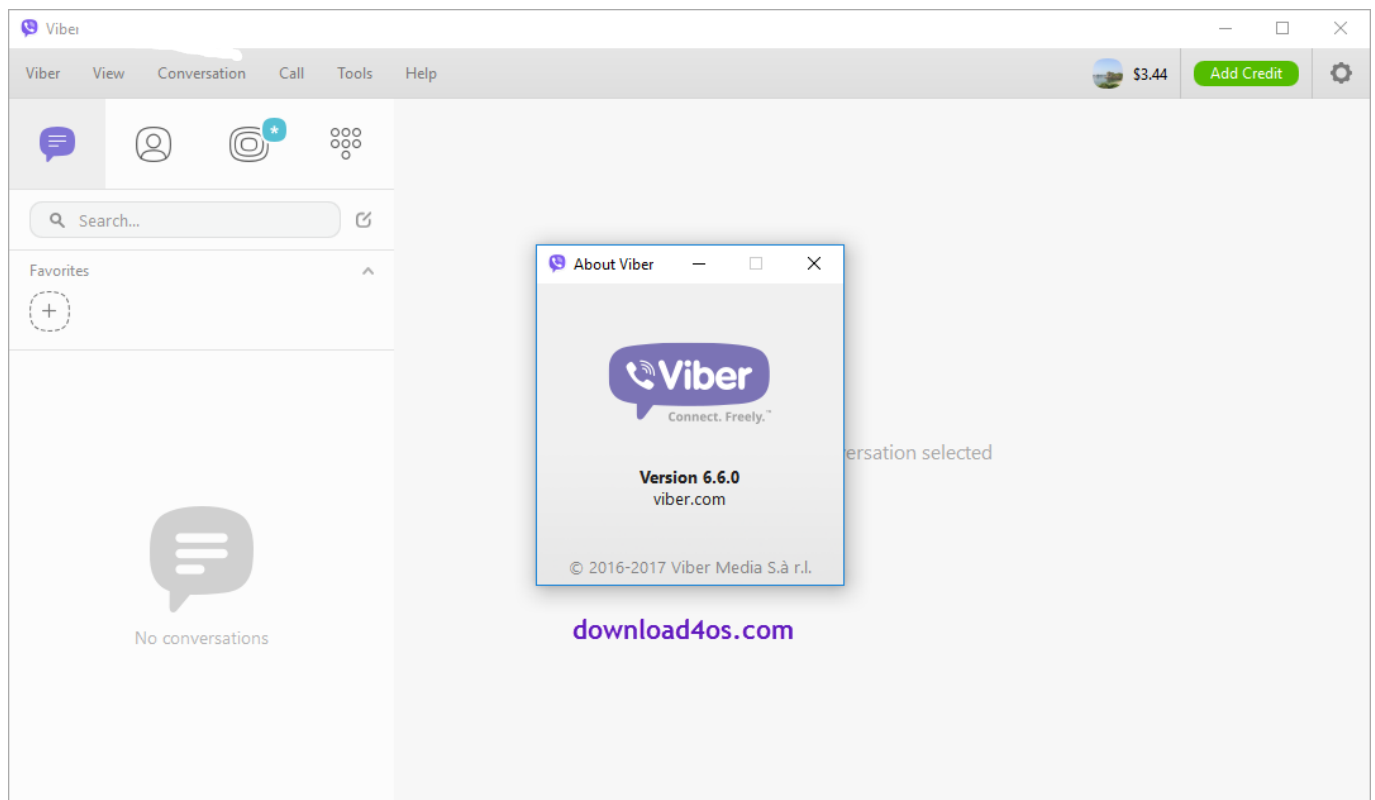 Viber
Viber View Conversation Call Tools Help $3.44 Add Credit
*
Search...
Favorites
About Viber
Viber
Connect. Freely.™
ersation selected
Version 6.6.0
viber.com
© 2016-2017 Viber Media S.à r.l.
download4os.com
No conversations